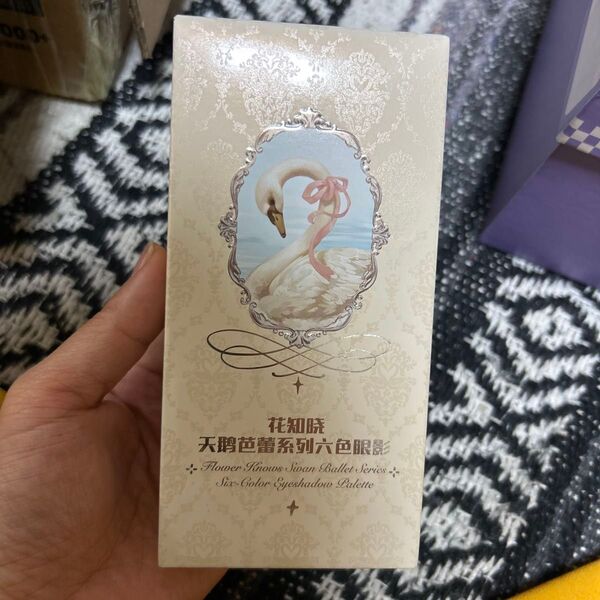 花知晓
天鹅芭蕾系列六色眼影
Flower Knows Swan Ballet Series
Six-Color Eyeshadow Palette